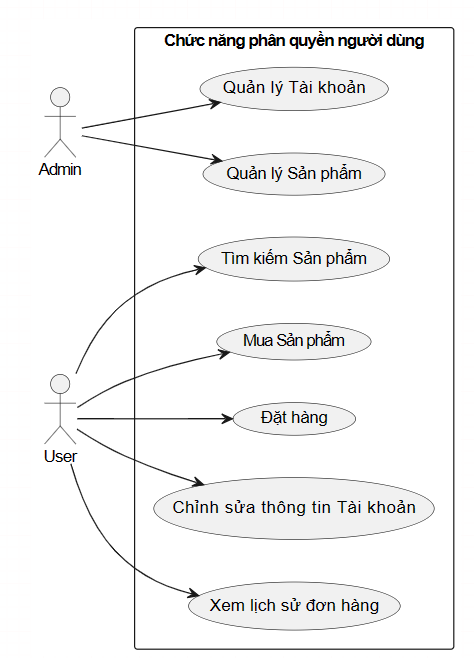 Chức năng phân quyền người dùng
Quản lý Tài khoản
Admin
Quản lý Sản phẩm
Tìm kiếm Sản phẩm
Mua Sản phẩm
Đặt hàng
User
Chỉnh sửa thông tin Tài khoản
Xem lịch sử đơn hàng